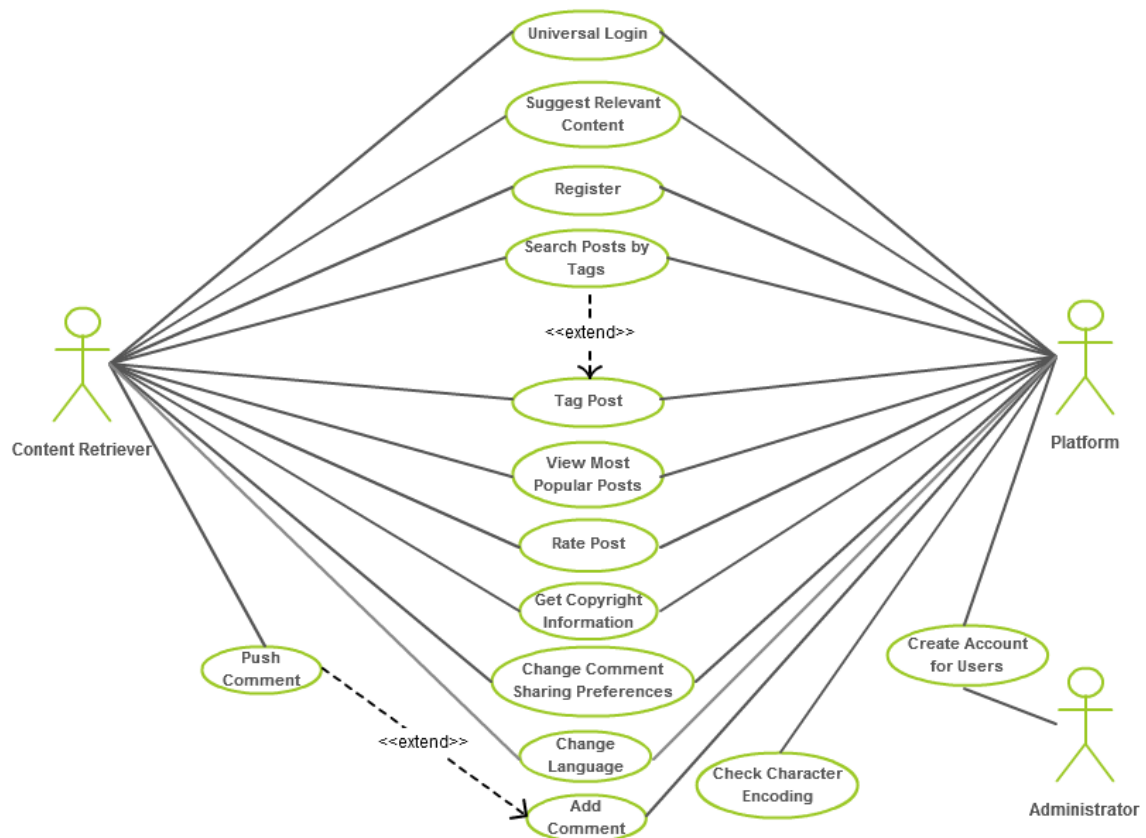 Universal Login
Suggest Relevant
Content
Register
Search Posts by
Tags
<<extend>>
Tag Post
Content Retriever
Platform
View Most
Popular Posts
Rate Post
Get Copyright
Information
Push
Comment
Change Comment
Sharing Preferences
Create Account
for Users
<<extend>>
Change
Language
Check Character
Encoding
Add
Comment
Administrator